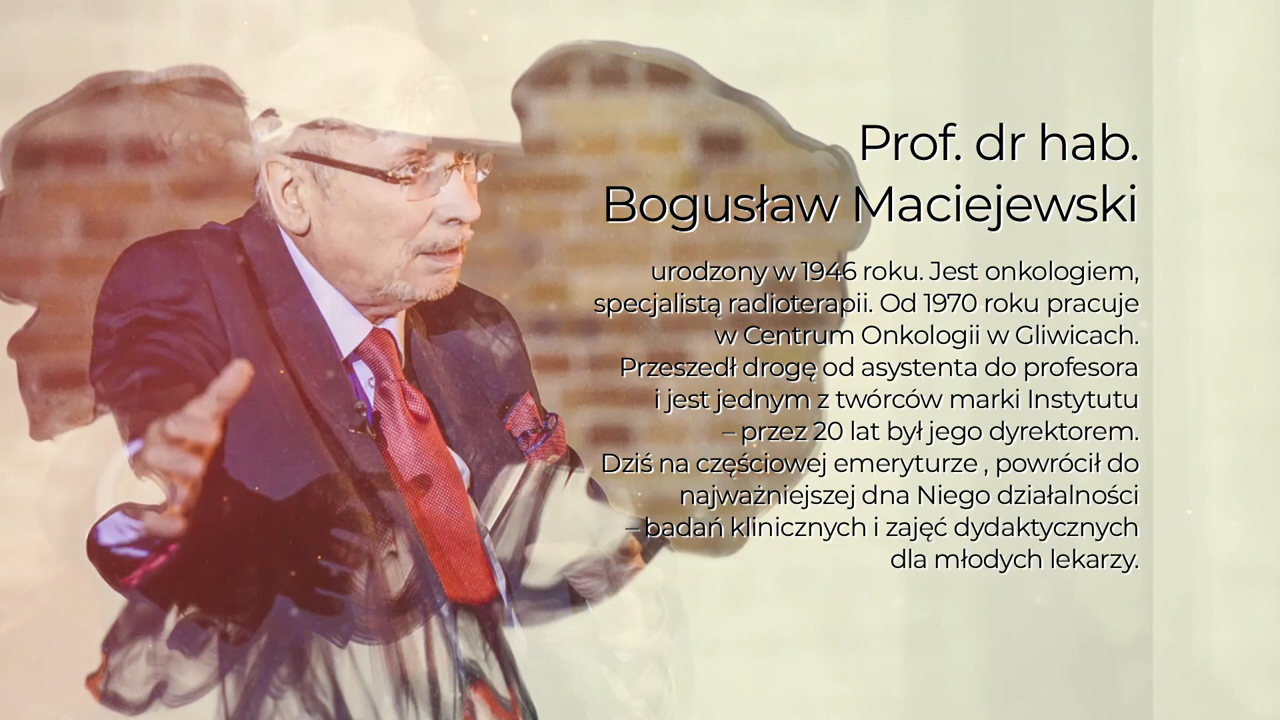 Prof. dr hab.
Bogusław Maciejewski
urodzony w 1946 roku. Jest onkologiem,
specjalistą radioterapii. Od 1970 roku pracuje
w Centrum Onkologii w Gliwicach.
Przeszedł drogę od asystenta do profesora
i jest jednym z twórców marki Instytutu
– przez 20 lat był jego dyrektorem.
Dziś na częściowej emeryturze , powrócił do
najważniejszej dna Niego działalności
– badań klinicznych i zajęć dydaktycznych
dla młodych lekarzy.